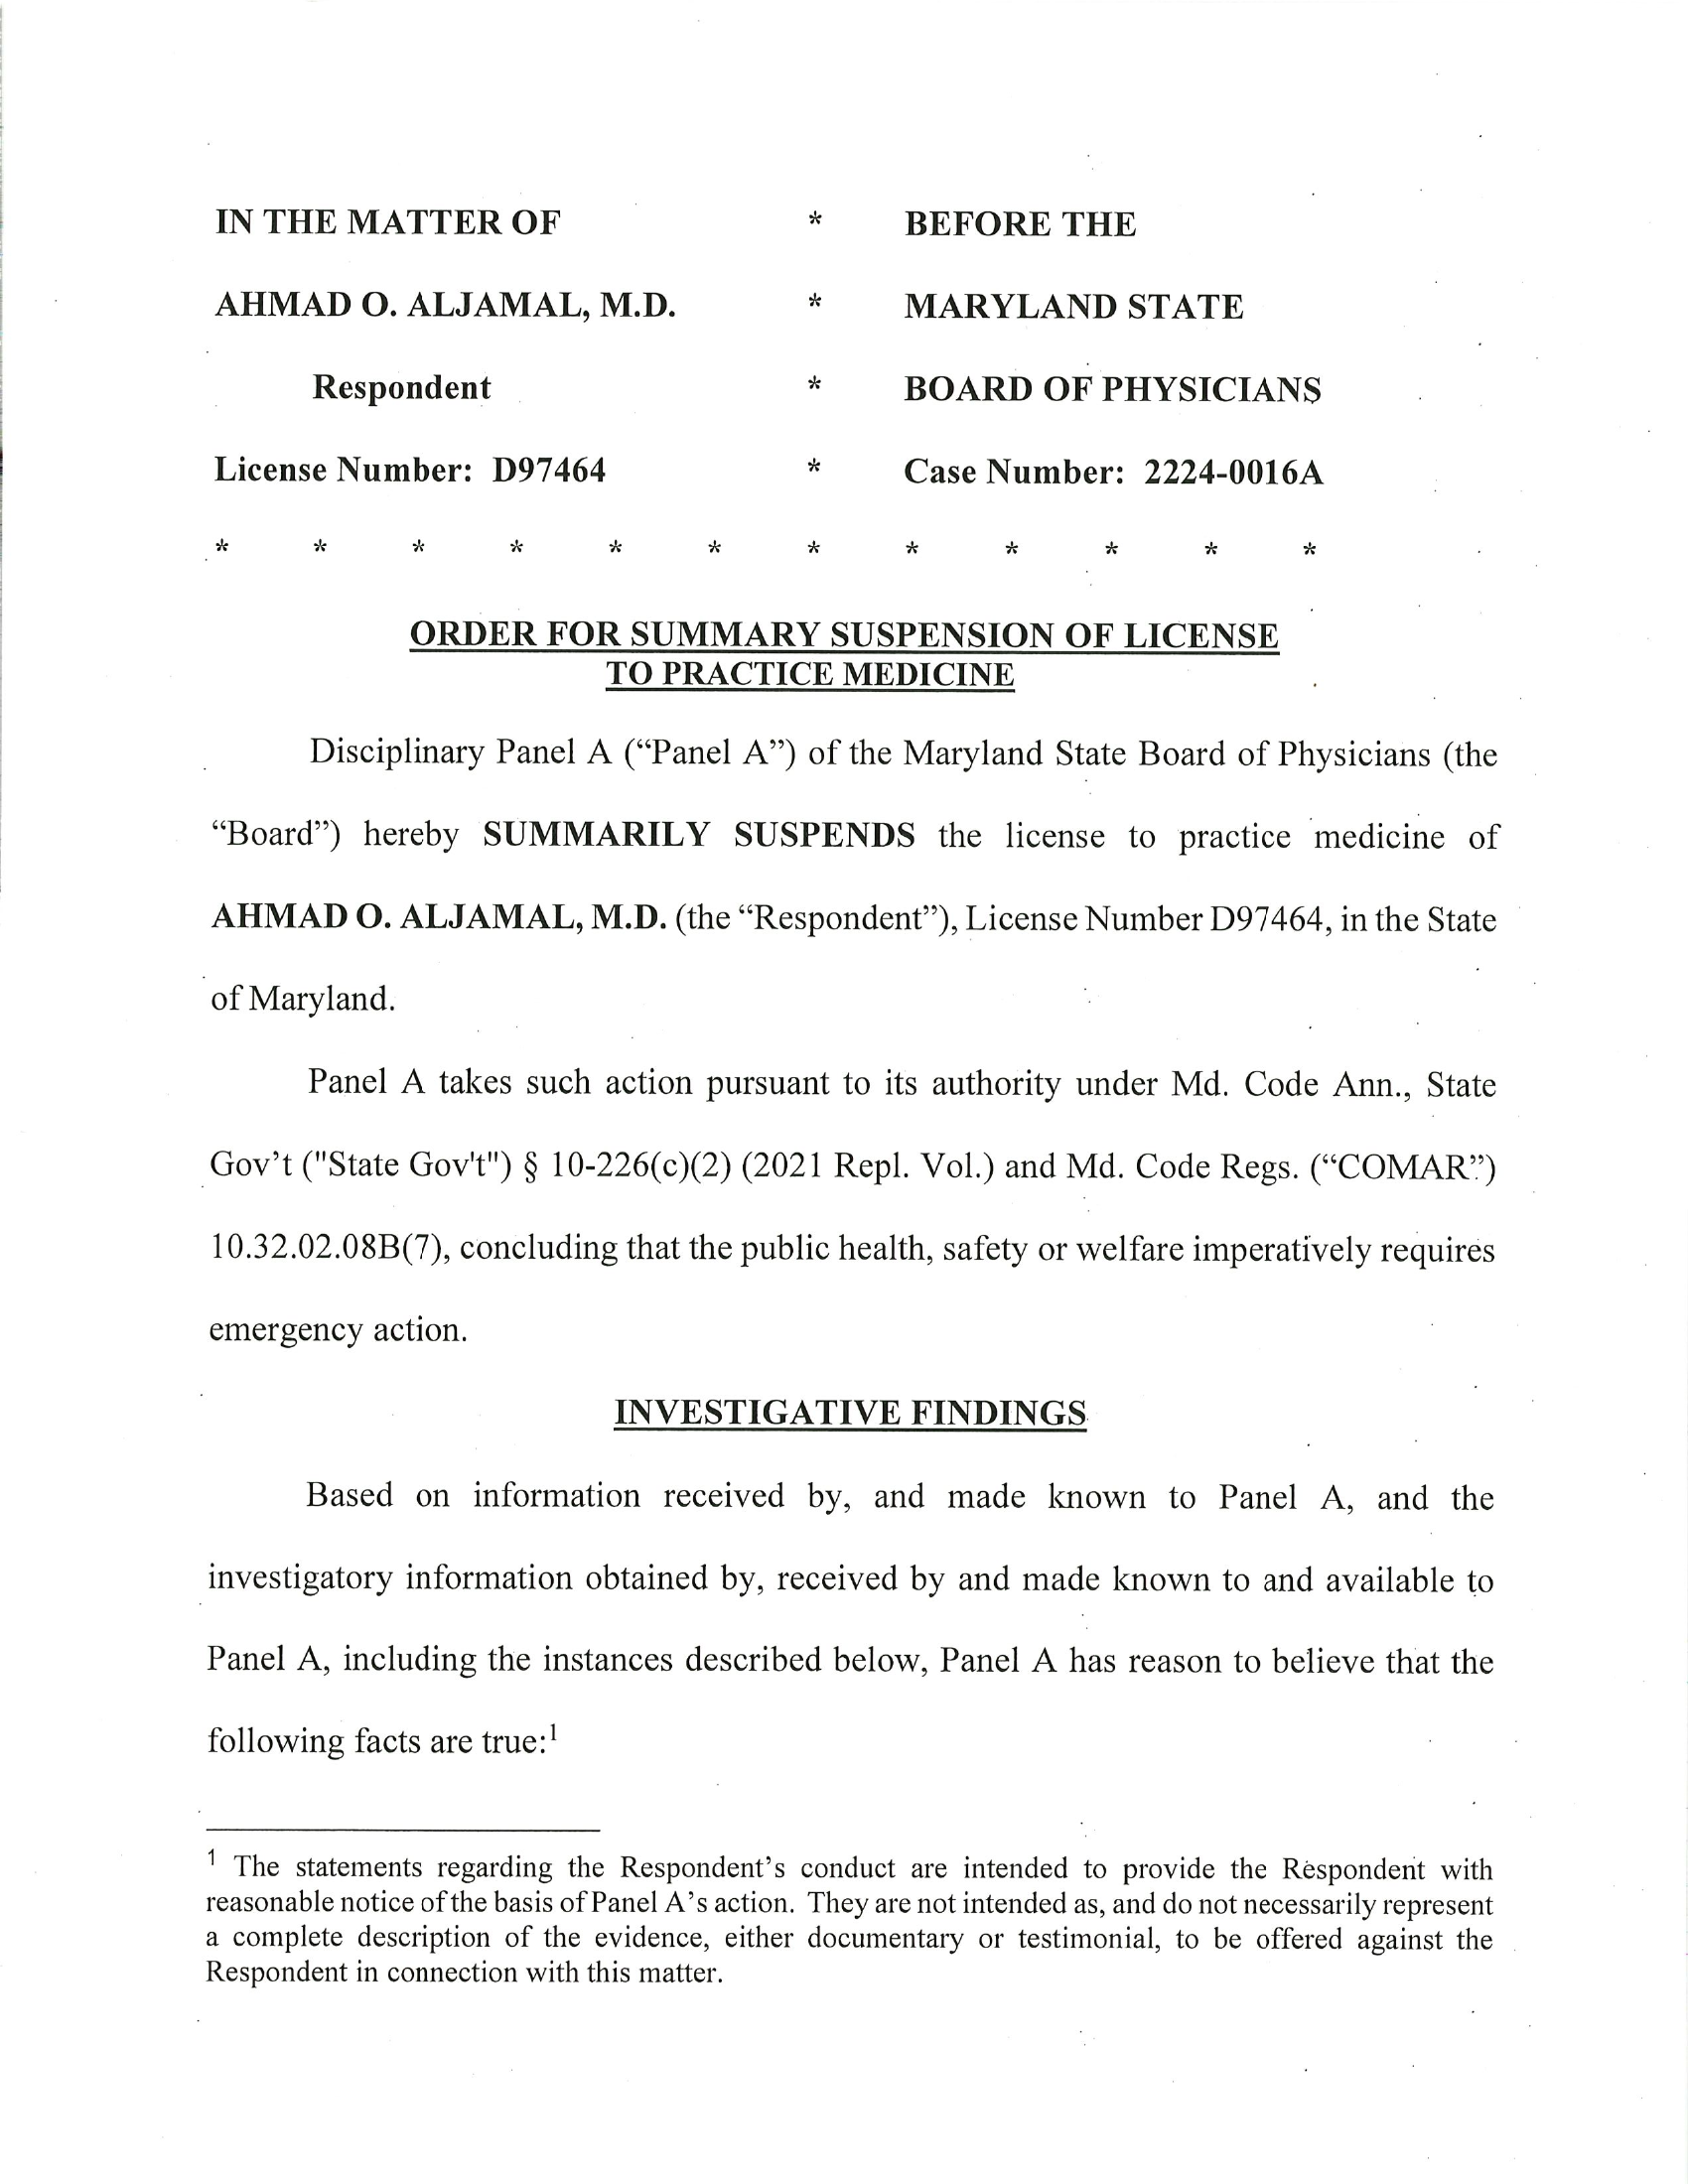 IN THE MATTER OF * BEFORE THE
AHMAD O. ALJAMAL, M.D. * MARYLAND STATE
Respondent * BOARD OF PHYSICIANS
License Number: D97464 * Case Number: 2224-0016A
* * * * * * * * * * * *
ORDER FOR SUMMARY SUSPENSION OF LICENSE
TO PRACTICE MEDICINE
Disciplinary Panel A (“Panel A”) of the Maryland State Board of Physicians (the
“Board”) hereby SUMMARILY SUSPENDS the license to practice medicine of
AHMAD O. ALJAMAL, M.D. (the “Respondent”), License Number D97464, in the State
of Maryland.
Panel A takes such action pursuant to its authority under Md. Code Ann., State
Gov’t ("State Gov't") § 10-226(c)(2) (2021 Repl. Vol.) and Md. Code Regs. (“COMAR”)
10.32.02.08B(7), concluding that the public health, safety or welfare imperatively requires
emergency action.
INVESTIGATIVE FINDINGS
Based on information received by, and made known to Panel A, and the
investigatory information obtained by, received by and made known to and available to
Panel A, including the instances described below, Panel A has reason to believe that the
following facts are true:¹
¹ The statements regarding the Respondent’s conduct are intended to provide the Respondent with
reasonable notice of the basis of Panel A’s action. They are not intended as, and do not necessarily represent
a complete description of the evidence, either documentary or testimonial, to be offered against the
Respondent in connection with this matter.